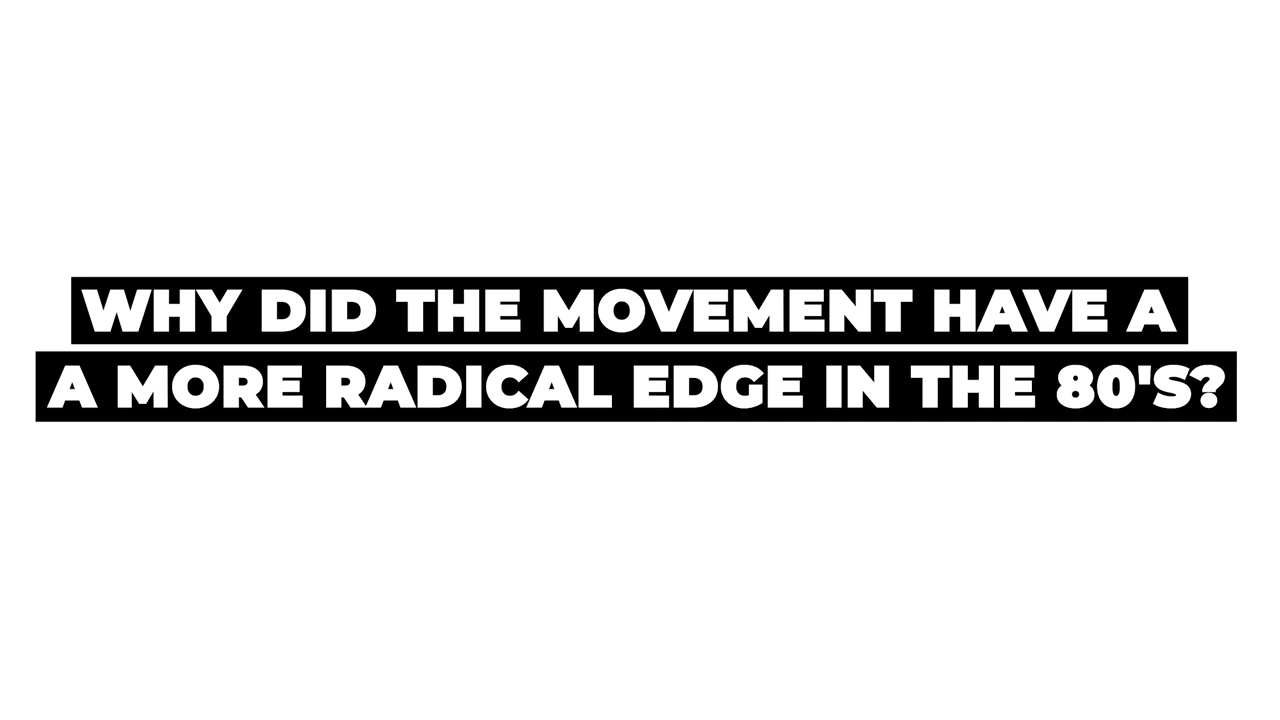 WHY DID THE MOVEMENT HAVE A
A MORE RADICAL EDGE IN THE 80'S?